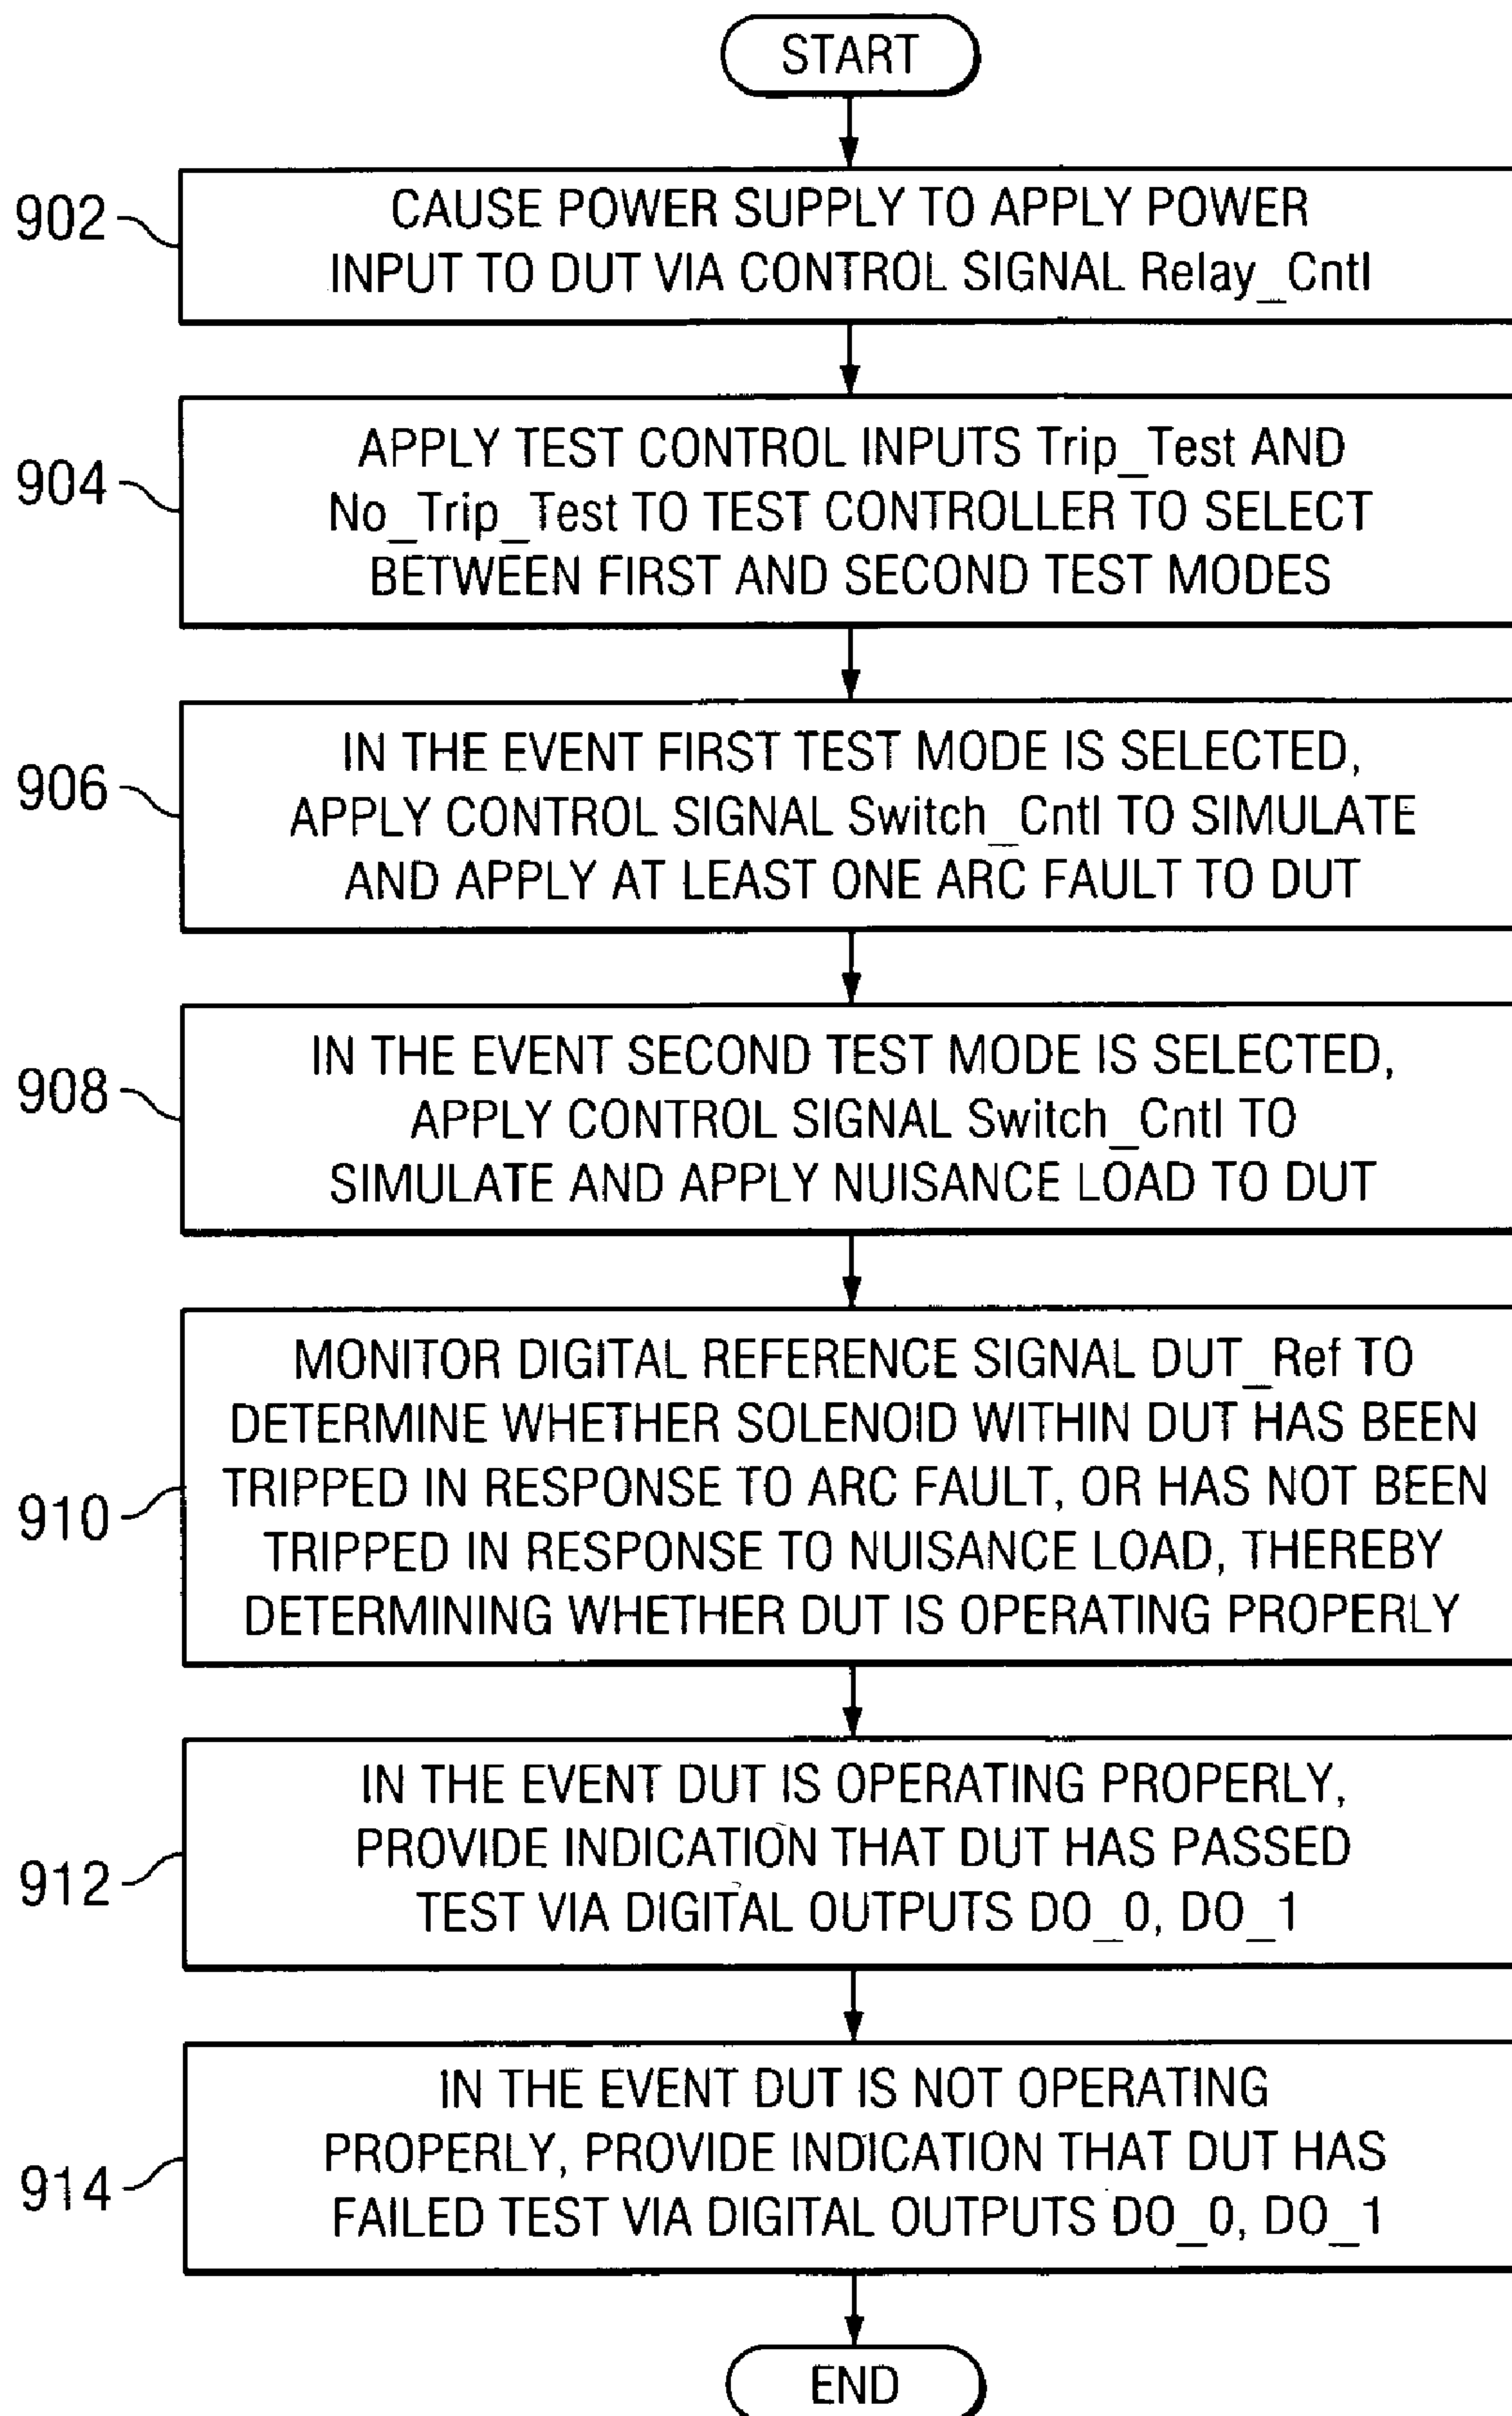 START
902
CAUSE POWER SUPPLY TO APPLY POWER
INPUT TO DUT VIA CONTROL SIGNAL Relay_Cntl
904
APPLY TEST CONTROL INPUTS Trip_Test AND
No_Trip_Test TO TEST CONTROLLER TO SELECT
BETWEEN FIRST AND SECOND TEST MODES
906
IN THE EVENT FIRST TEST MODE IS SELECTED,
APPLY CONTROL SIGNAL Switch_Cntl TO SIMULATE
AND APPLY AT LEAST ONE ARC FAULT TO DUT
908
IN THE EVENT SECOND TEST MODE IS SELECTED,
APPLY CONTROL SIGNAL Switch_Cntl TO
SIMULATE AND APPLY NUISANCE LOAD TO DUT
910
MONITOR DIGITAL REFERENCE SIGNAL DUT_Ref TO
DETERMINE WHETHER SOLENOID WITHIN DUT HAS BEEN
TRIPPED IN RESPONSE TO ARC FAULT, OR HAS NOT BEEN
TRIPPED IN RESPONSE TO NUISANCE LOAD, THEREBY
DETERMINING WHETHER DUT IS OPERATING PROPERLY
912
IN THE EVENT DUT IS OPERATING PROPERLY,
PROVIDE INDICATION THAT DUT HAS PASSED
TEST VIA DIGITAL OUTPUTS DO_0, DO_1
914
IN THE EVENT DUT IS NOT OPERATING
PROPERLY, PROVIDE INDICATION THAT DUT HAS
FAILED TEST VIA DIGITAL OUTPUTS DO_0, DO_1
END